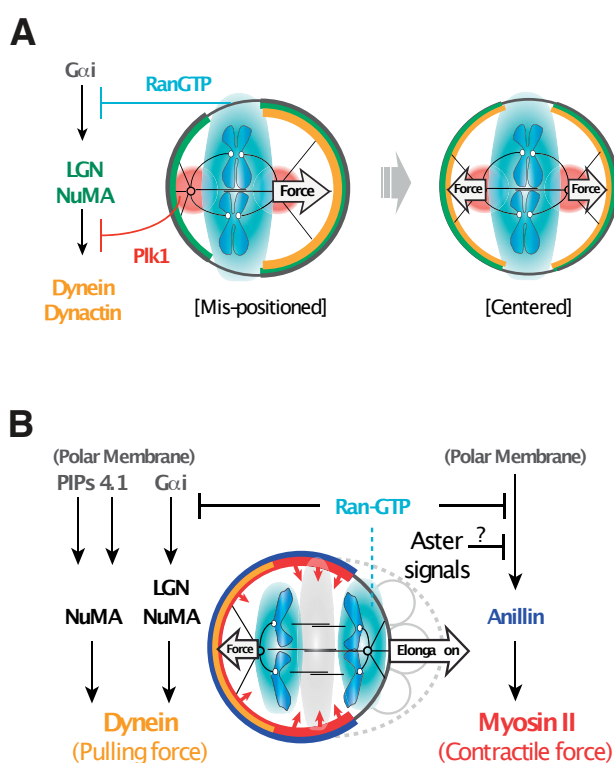 A
Gαi
RanGTP
LGN
NuMA
Force
Force
Force
Plk1
Dynein
Dynactin
[Mis-positioned]
[Centered]
B
(Polar Membrane)
(Polar Membrane)
PIPs 4.1 Gαi
Ran-GTP
?
Aster
signals
LGN
NuMA
NuMA
Anillin
Force
Elonga on
Dynein
Myosin II
(Pulling force)
(Contractile force)